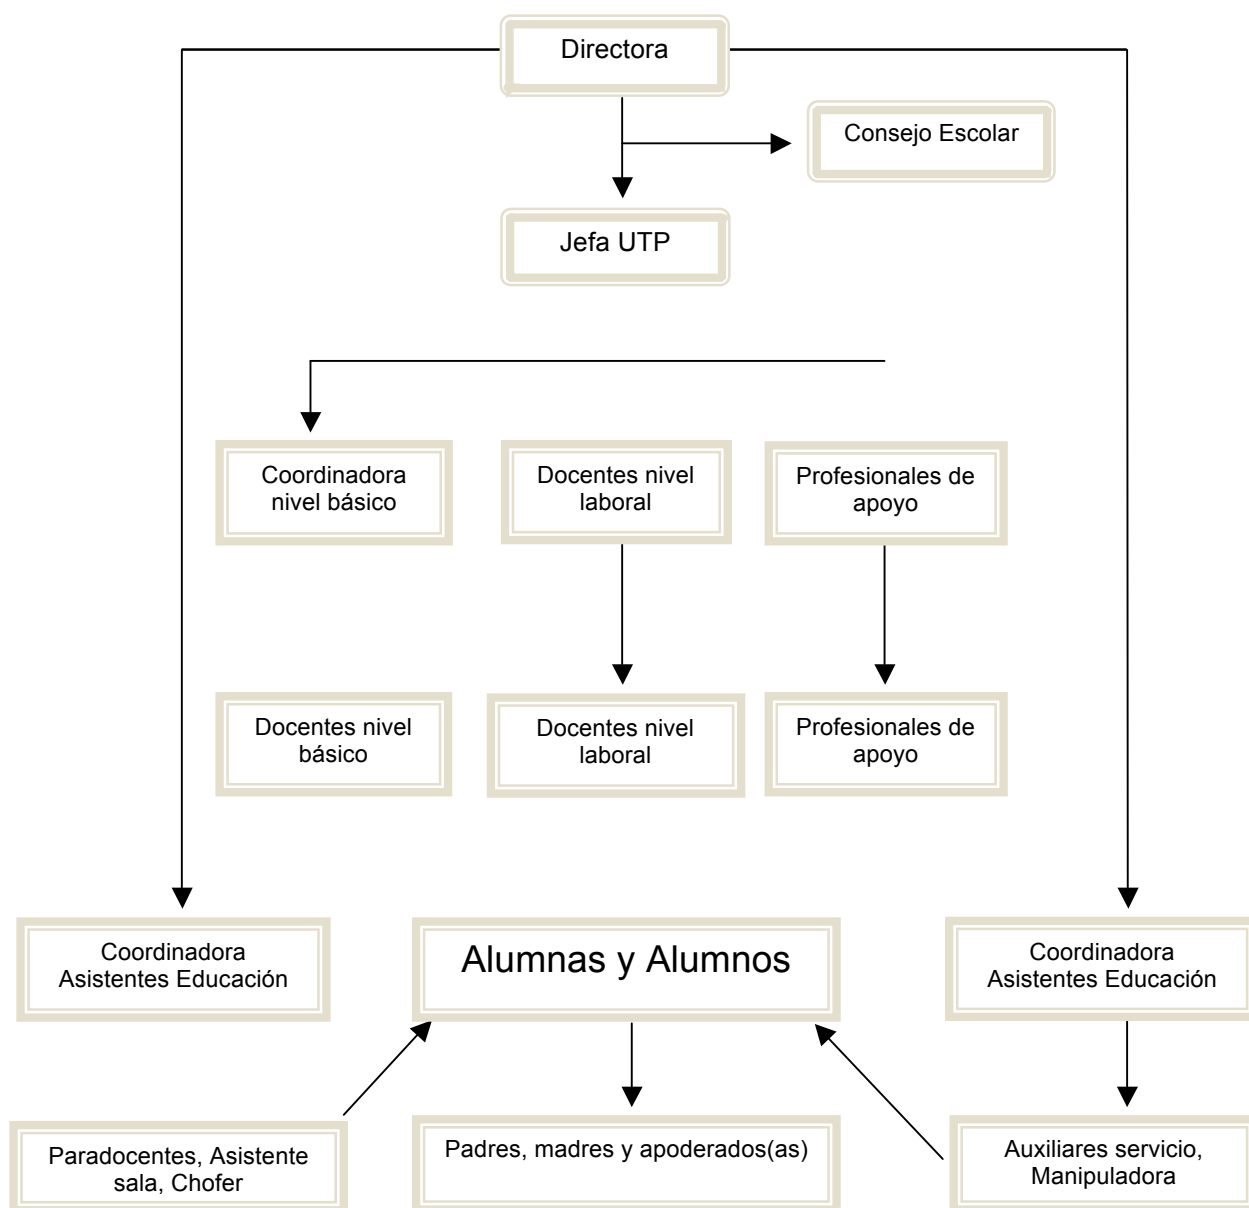 Directora
Consejo Escolar
Jefa UTP
Coordinadora
nivel básico
Docentes nivel
laboral
Profesionales de
apoyo
Docentes nivel
básico
Docentes nivel
laboral
Profesionales de
apoyo
Coordinadora
Asistentes Educación
Alumnas y Alumnos
Coordinadora
Asistentes Educación
Paradocentes, Asistente
sala, Chofer
Padres, madres y apoderados(as)
Auxiliares servicio,
Manipuladora